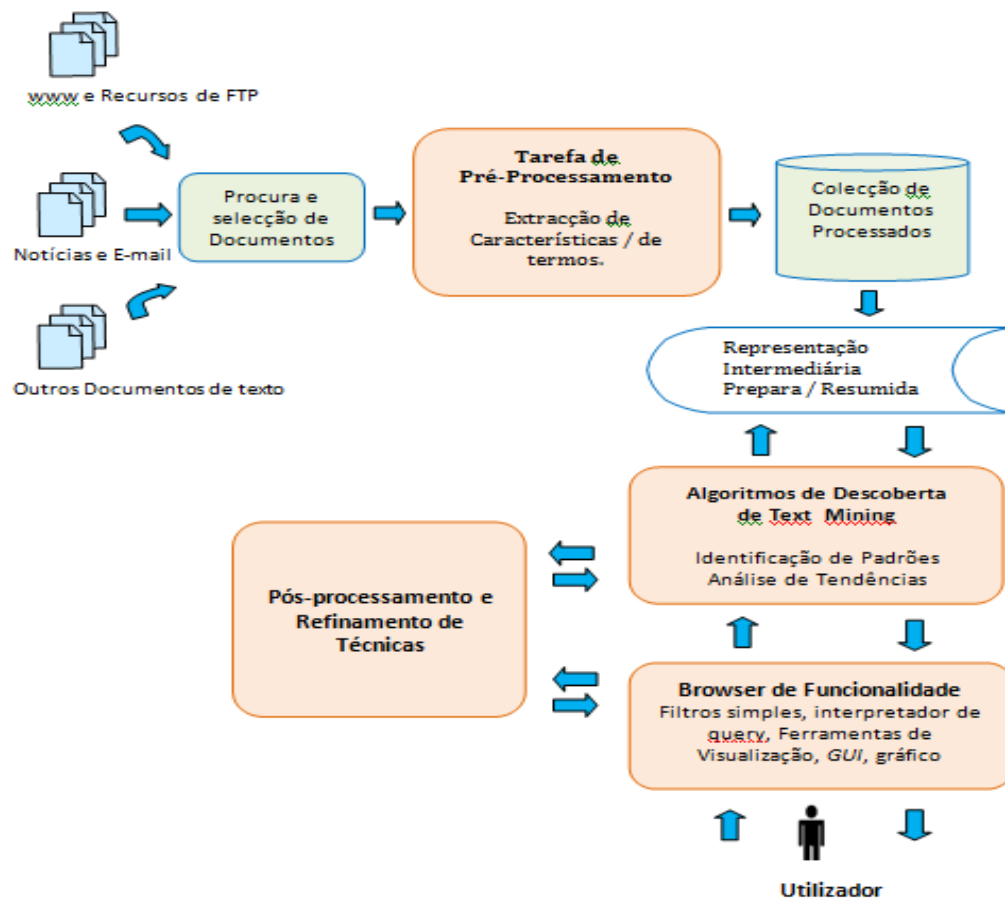 www e Recursos de FTP
Notícias e E-mail
Outros Documentos de texto
Procura e
selecção de
Documentos
Tarefa de
Pré-Processamento
Extracção de
Características / de
termos.
Colecção de
Documentos
Processados
Representação
Intermediária
Prepara / Resumida
Algoritmos de Descoberta
de Text Mining
Identificação de Padrões
Análise de Tendências
Pós-processamento e
Refinamento de
Técnicas
Browser de Funcionalidade
Filtros simples, interpretador de
query, Ferramentas de
Visualização, GUI, gráfico
Utilizador